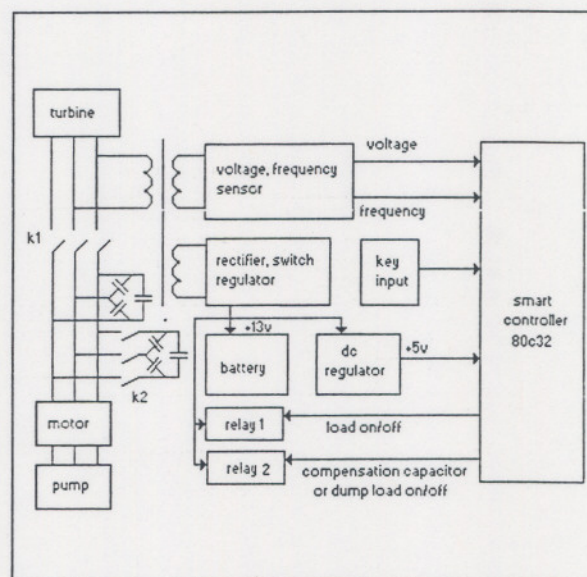 turbine
voltage, frequency
sensor
voltage
frequency
k1
rectifier, switch
regulator
key
input
smart
controller
80c32
+13v
battery
dc
regulator
+5v
k2
motor
relay 1
load on/off
pump
relay 2
compensation capacitor
or dump load on/off